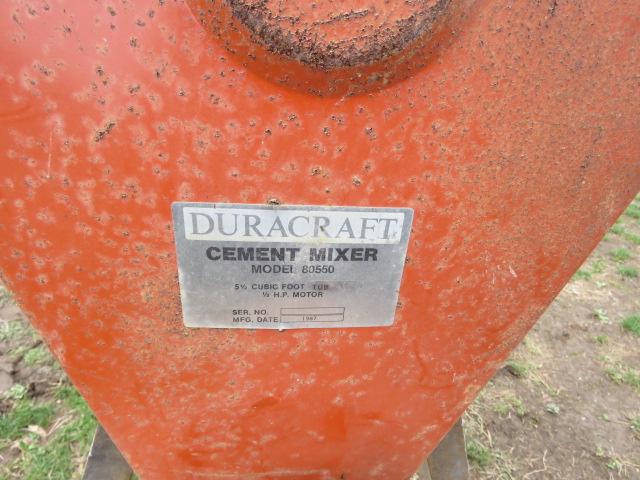 DURACRAFT
CEMENT MIXER
MODEL 80550
5½ CUBIC FOOT TUB
½ H.P. MOTOR
SER. NO.
MFG. DATE 1987